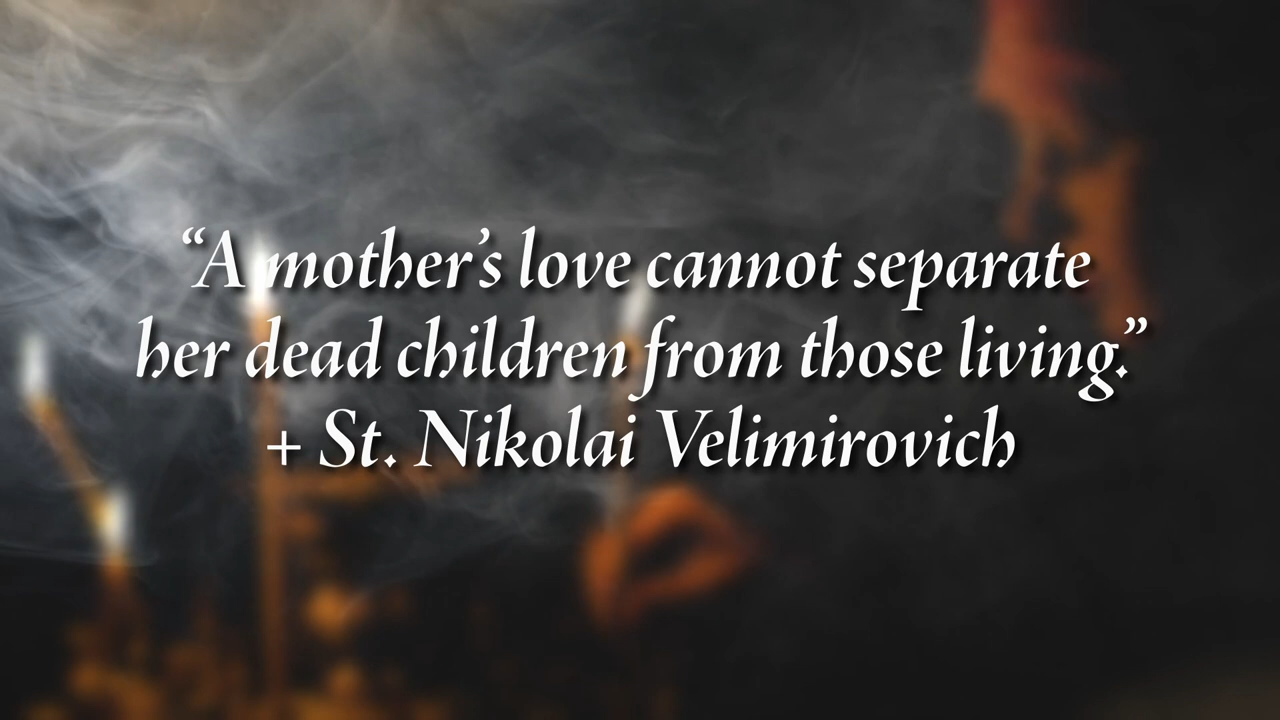 “A mother’s love cannot separate
her dead children from those living.”
+ St. Nikolai Velimirovich